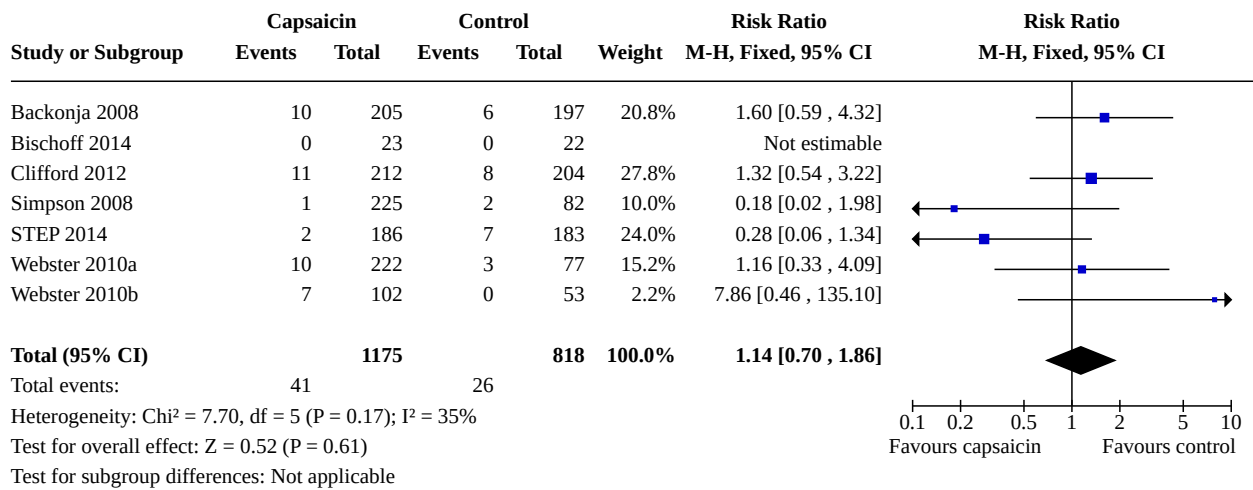 Capsaicin Control Risk Ratio Risk Ratio
Study or Subgroup Events Total Events Total Weight M-H, Fixed, 95% CI M-H, Fixed, 95% CI
Backonja 2008 10 205 6 197 20.8% 1.60 [0.59 , 4.32]
Bischoff 2014 0 23 0 22 Not estimable
Clifford 2012 11 212 8 204 27.8% 1.32 [0.54 , 3.22]
Simpson 2008 1 225 2 82 10.0% 0.18 [0.02 , 1.98]
STEP 2014 2 186 7 183 24.0% 0.28 [0.06 , 1.34]
Webster 2010a 10 222 3 77 15.2% 1.16 [0.33 , 4.09]
Webster 2010b 7 102 0 53 2.2% 7.86 [0.46 , 135.10]
Total (95% CI) 1175 818 100.0% 1.14 [0.70 , 1.86]
Total events: 41 26
Heterogeneity: Chi² = 7.70, df = 5 (P = 0.17); I² = 35% 0.1 0.2 0.5 1 2 5 10
Test for overall effect: Z = 0.52 (P = 0.61) Favours capsaicin Favours control
Test for subgroup differences: Not applicable